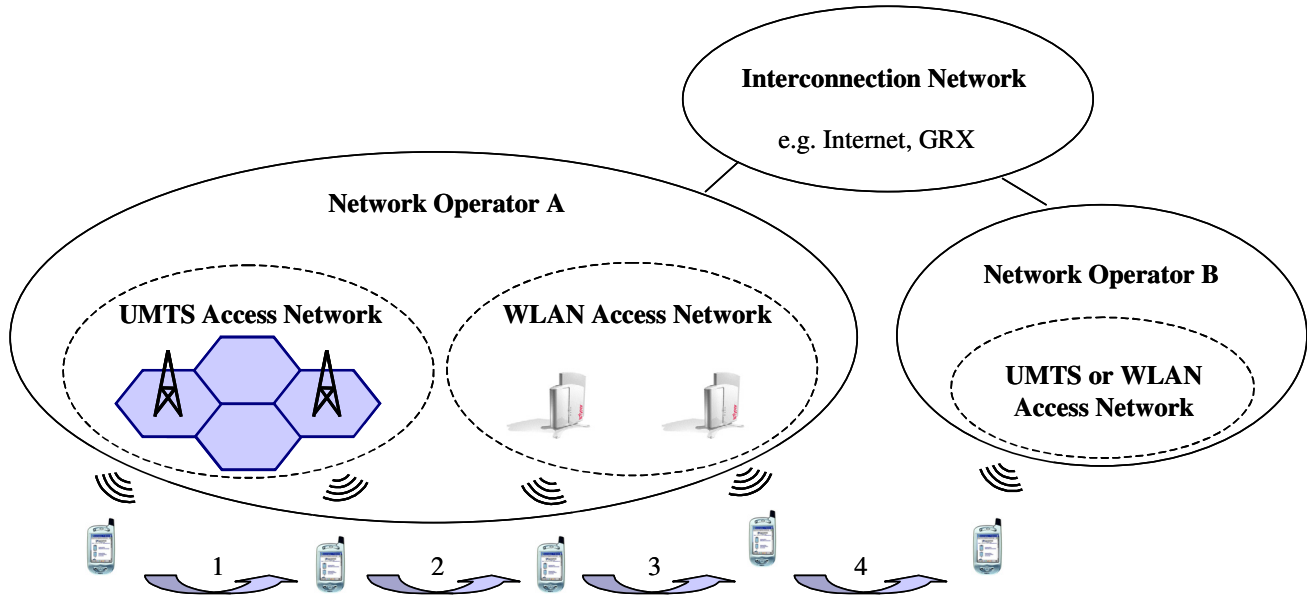 Interconnection Network
e.g. Internet, GRX
Network Operator A
Network Operator B
UMTS Access Network
WLAN Access Network
UMTS or WLAN
Access Network
1
2
3
4